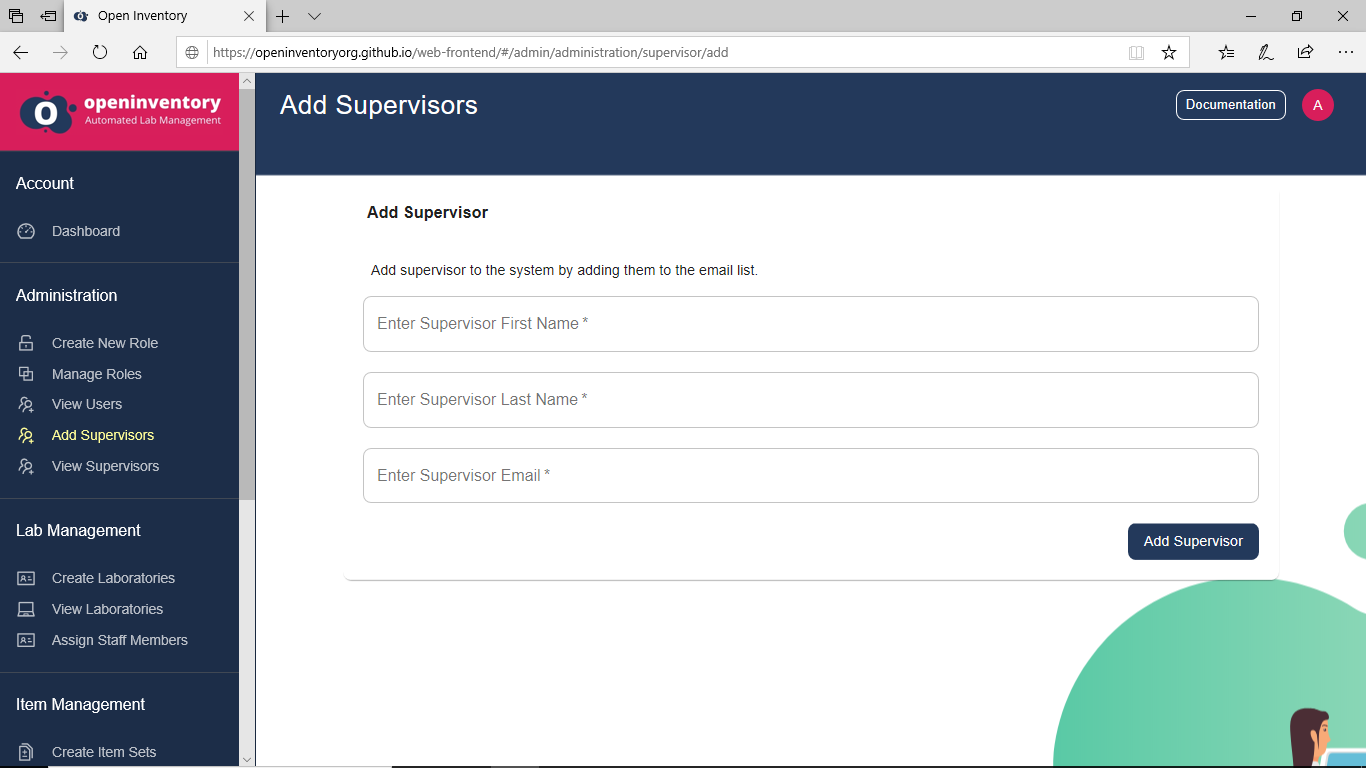 Open Inventory
https://openinventoryorg.github.io/web-frontend/#/admin/administration/supervisor/add
openinventory
Automated Lab Management
Add Supervisors
Documentation
A
Account
Dashboard
Administration
Create New Role
Manage Roles
View Users
Add Supervisors
View Supervisors
Lab Management
Create Laboratories
View Laboratories
Assign Staff Members
Item Management
Create Item Sets
Add Supervisor
Add supervisor to the system by adding them to the email list.
Enter Supervisor First Name *
Enter Supervisor Last Name *
Enter Supervisor Email *
Add Supervisor